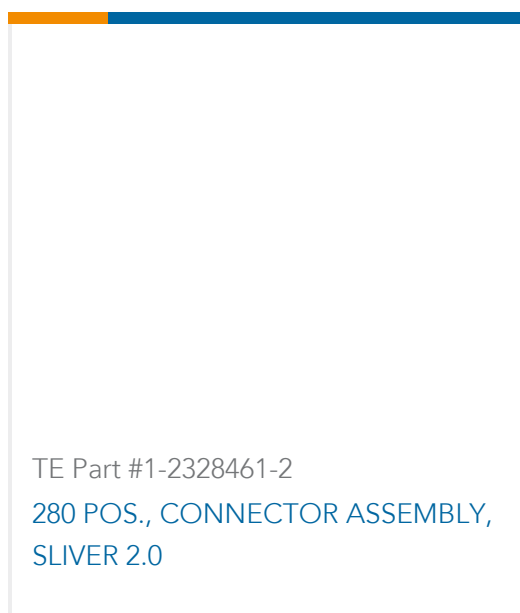 TE Part #1-2328461-2
280 POS., CONNECTOR ASSEMBLY,
SLIVER 2.0